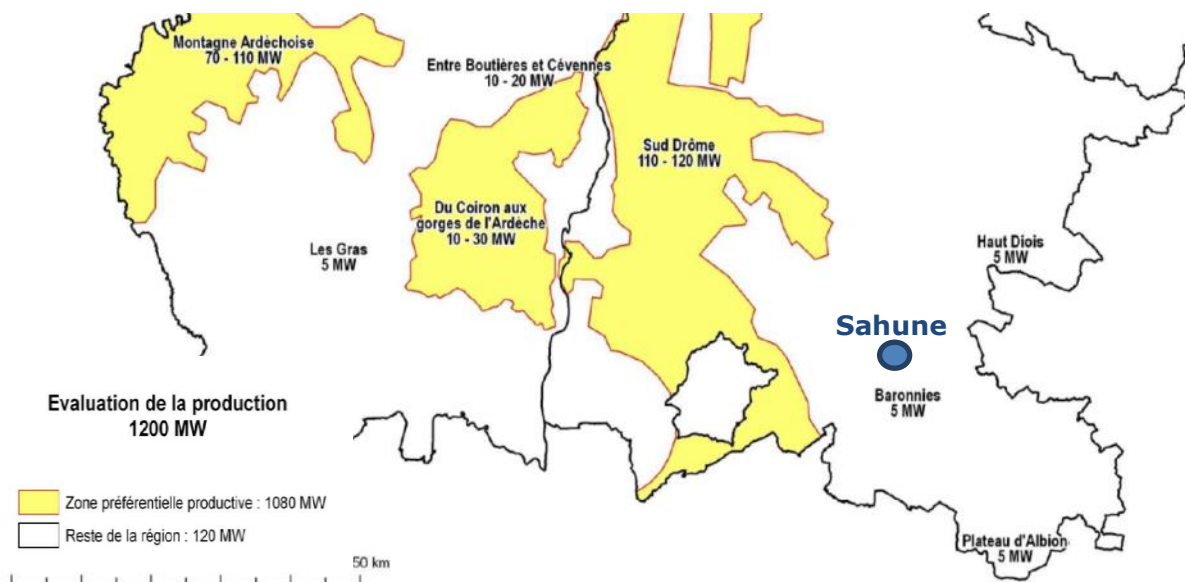 Montagne Ardèchoise
70 - 110 MW
Entre Boutières et Cévennes
10 - 20 MW
Sud Drôme
110 - 120 MW
Du Coiron aux
gorges de l'Ardèche
10 - 30 MW
Les Gras
5 MW
Haut Diois
5 MW
Sahune
Baronnies
5 MW
Evaluation de la production
1200 MW
Zone préférentielle productive : 1080 MW
Reste de la région : 120 MW
Plateau d'Albion
5 MW
50 km